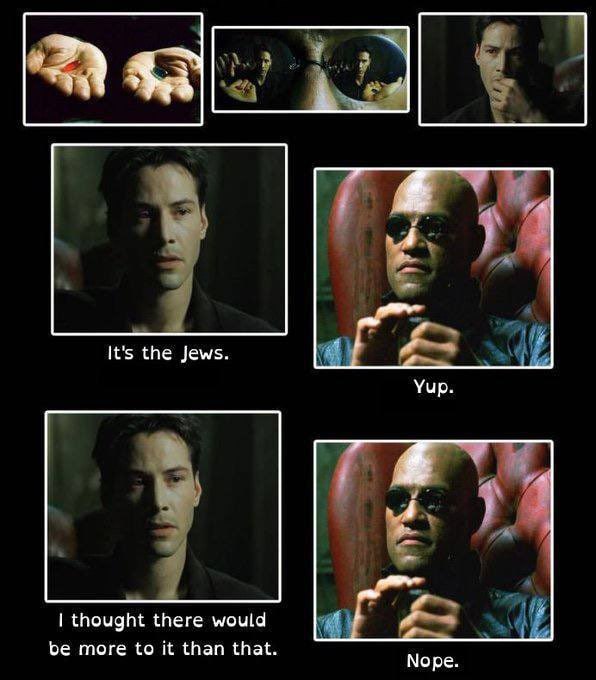 It's the Jews.
Yup.
I thought there would
be more to it than that.
Nope.